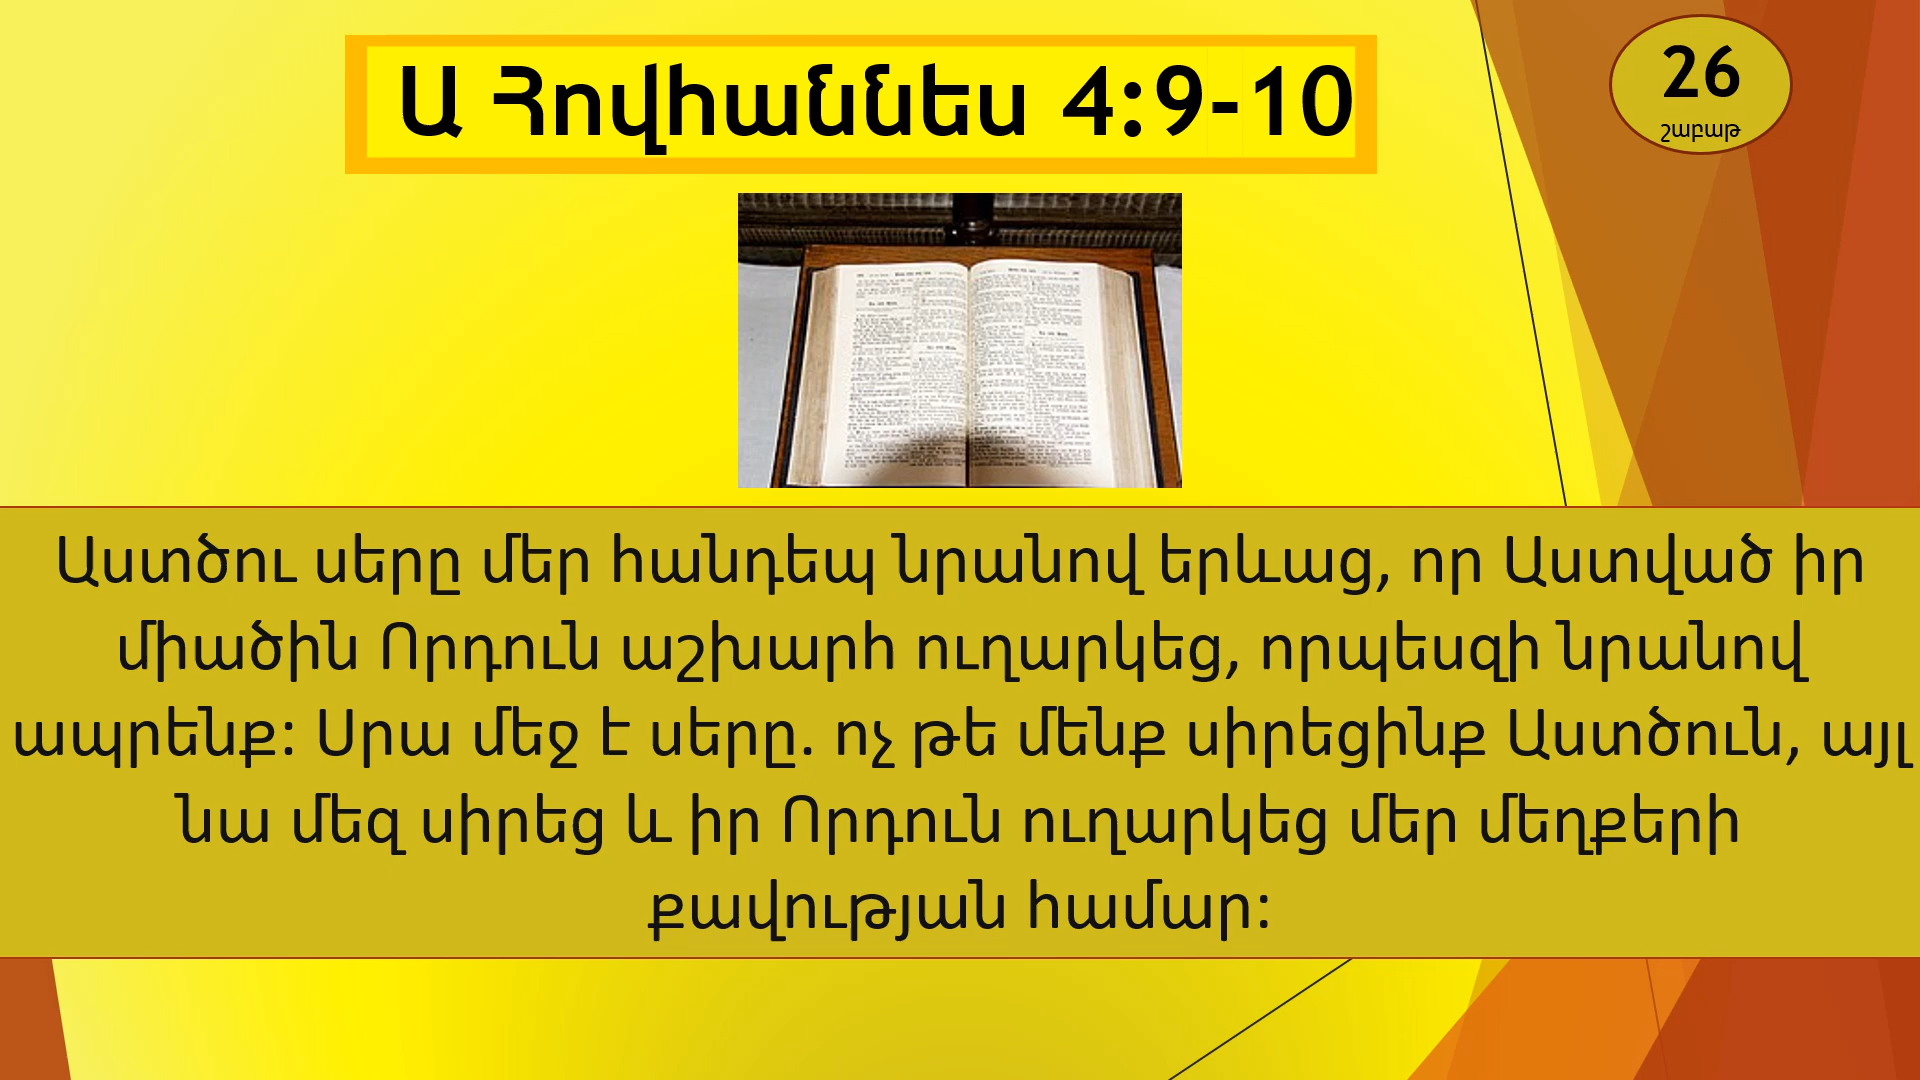 Ա Հովհաննես 4:9-10
26
շաբաթ
Աստծու սերը մեր հանդեպ նրանով երևաց, որ Աստված իր
միածին Որդուն աշխարհ ուղարկեց, որպեսզի նրանով
ապրենք: Սրա մեջ է սերը. ոչ թե մենք սիրեցինք Աստծուն, այլ
նա մեզ սիրեց և իր Որդուն ուղարկեց մեր մեղքերի
քավության համար: